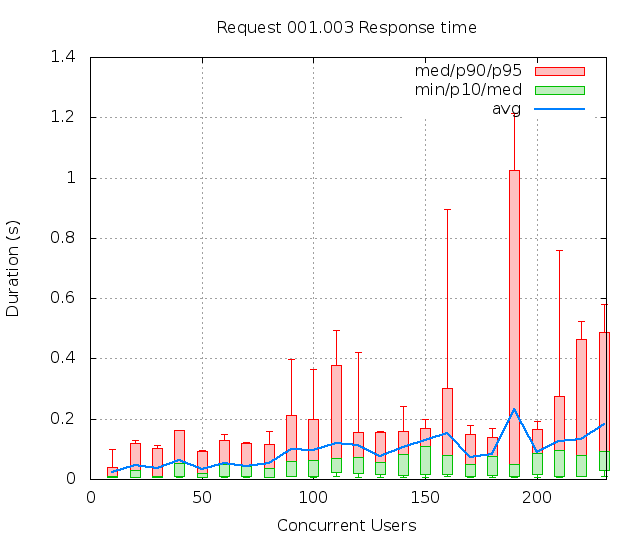 Request 001.003 Response time
1.4
1.2
1
0.8
0.6
0.4
0.2
0
med/p90/p95
min/p10/med
avg
Duration (s)
0 50 100 150 200
Concurrent Users